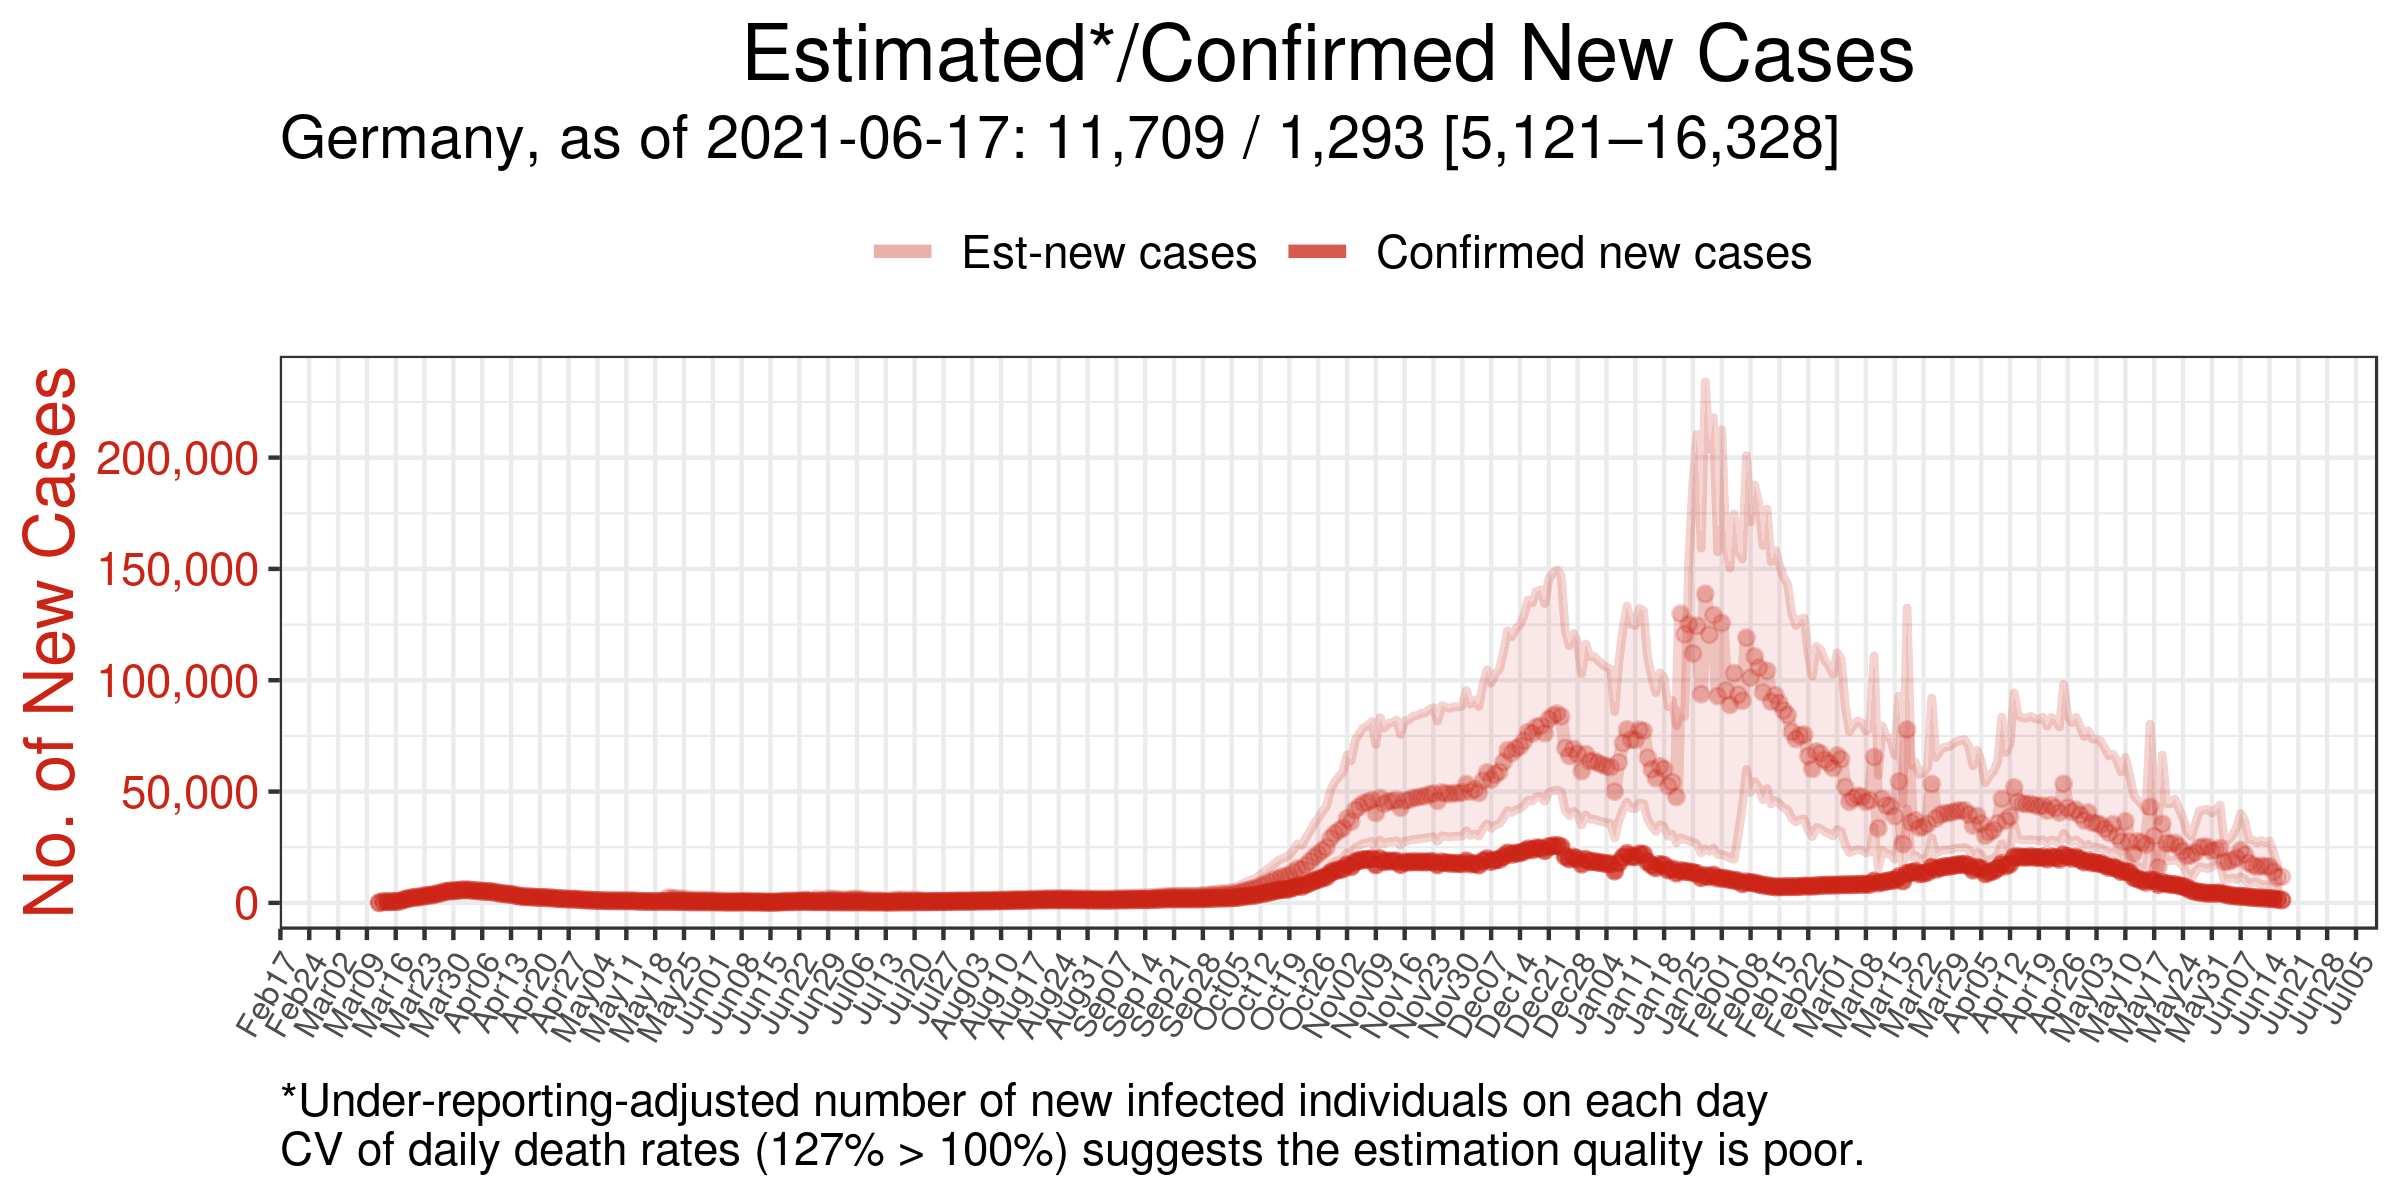 Estimated*/Confirmed New Cases
Germany, as of 2021-06-17: 11,709 / 1,293 [5,121–16,328]
Est-new cases
Confirmed new cases
No. of New Cases
200,000
150,000
100,000
50,000
0
Feb17
Feb24
Mar02
Mar09
Mar16
Mar23
Mar30
Apr06
Apr13
Apr20
Apr27
May04
May11
May18
May25
Jun01
Jun08
Jun15
Jun22
Jun29
Jul06
Jul13
Jul20
Jul27
Aug03
Aug10
Aug17
Aug24
Aug31
Sep07
Sep14
Sep21
Sep28
Oct05
Oct12
Oct19
Oct26
Nov02
Nov09
Nov16
Nov23
Nov30
Dec07
Dec14
Dec21
Dec28
Jan04
Jan11
Jan18
Jan25
Feb01
Feb08
Feb15
Feb22
Mar01
Mar08
Mar15
Mar22
Mar29
Apr05
Apr12
Apr19
Apr26
May03
May10
May17
May24
May31
Jun07
Jun14
Jun21
Jun28
Jul05
*Under-reporting-adjusted number of new infected individuals on each day
CV of daily death rates (127% > 100%) suggests the estimation quality is poor.